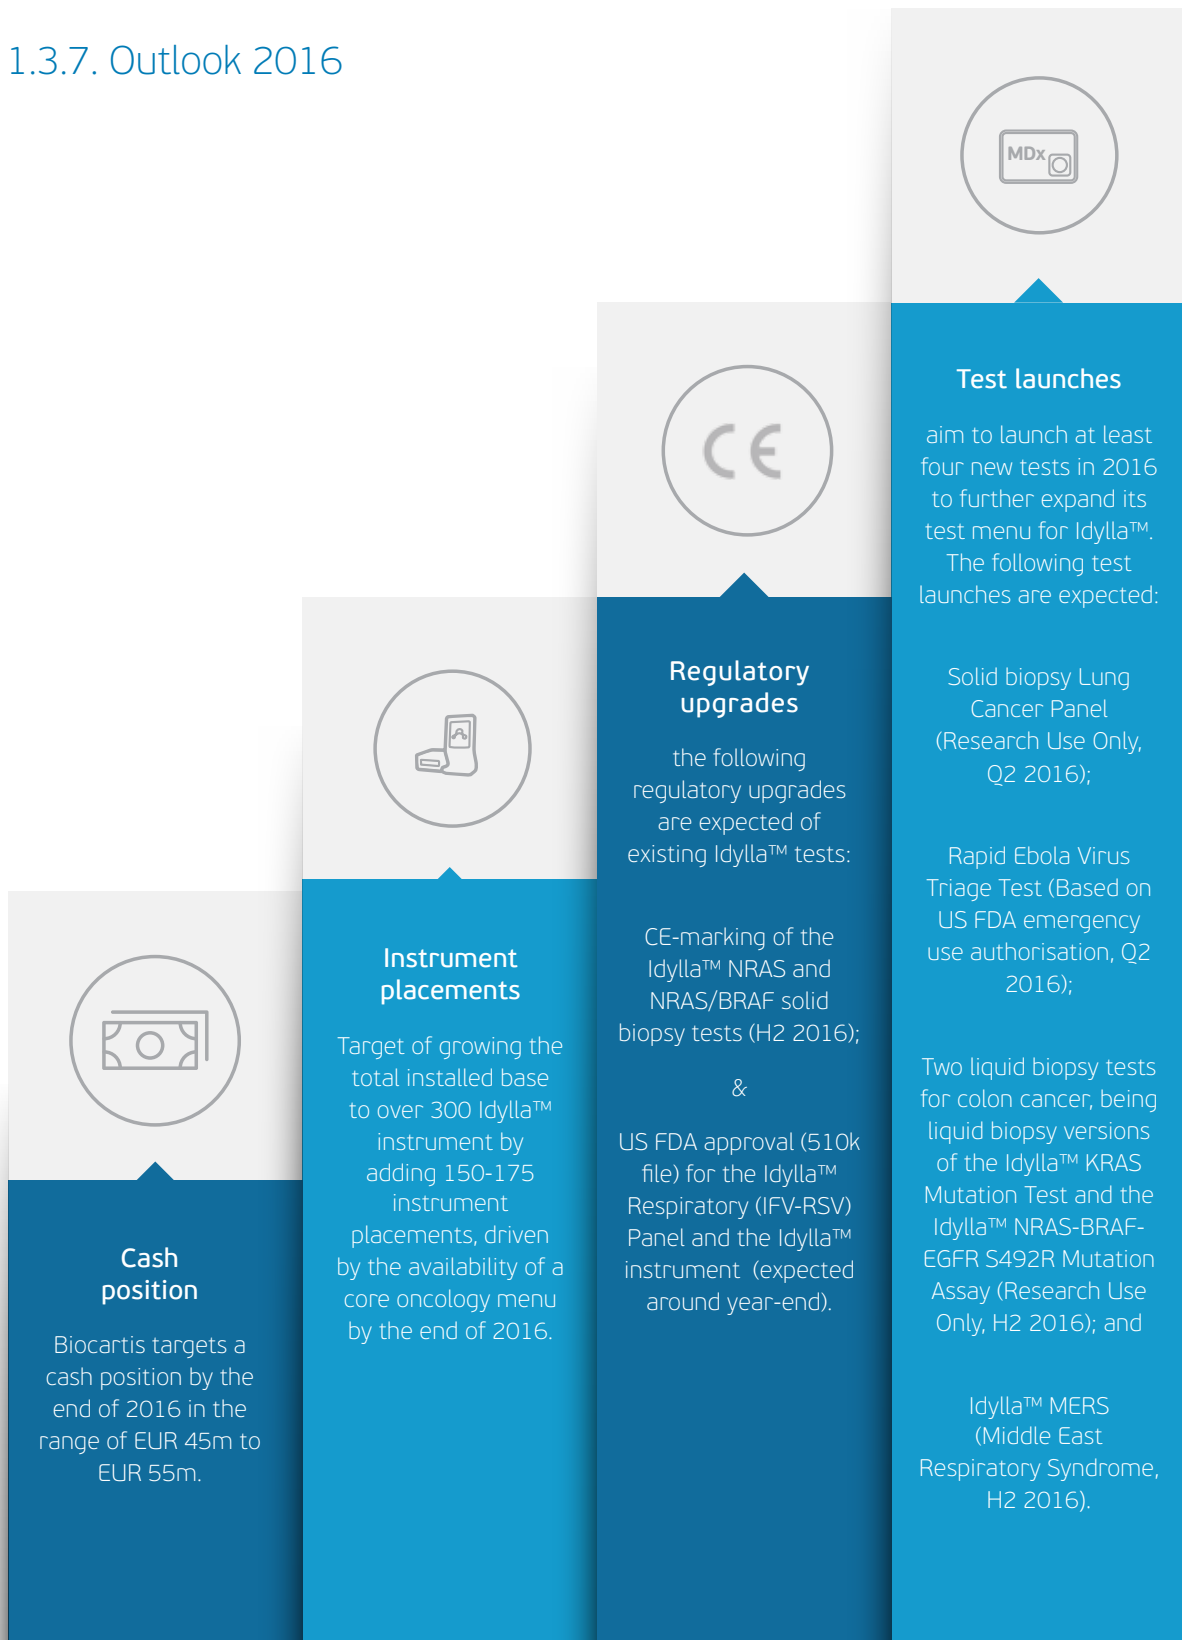 1.3.7. Outlook 2016
MDx
Test launches
aim to launch at least
four new tests in 2016
to further expand its
test menu for Idylla™.
The following test
launches are expected:
Solid biopsy Lung
Cancer Panel
(Research Use Only,
Q2 2016);
Rapid Ebola Virus
Triage Test (Based on
US FDA emergency
use authorisation, Q2
2016);
Two liquid biopsy tests
for colon cancer, being
liquid biopsy versions
of the Idylla™ KRAS
Mutation Test and the
Idylla™ NRAS-BRAF-
EGFR S492R Mutation
Assay (Research Use
Only, H2 2016); and
Idylla™ MERS
(Middle East
Respiratory Syndrome,
H2 2016).
CE
Regulatory
upgrades
the following
regulatory upgrades
are expected of
existing Idylla™ tests:
CE-marking of the
Idylla™ NRAS and
NRAS/BRAF solid
biopsy tests (H2 2016);
&
US FDA approval (510k
file) for the Idylla™
Respiratory (IFV-RSV)
Panel and the Idylla™
instrument (expected
around year-end).
Instrument
placements
Target of growing the
total installed base
to over 300 Idylla™
instrument by
adding 150-175
instrument
placements, driven
by the availability of a
core oncology menu
by the end of 2016.
Cash
position
Biocartis targets a
cash position by the
end of 2016 in the
range of EUR 45m to
EUR 55m.